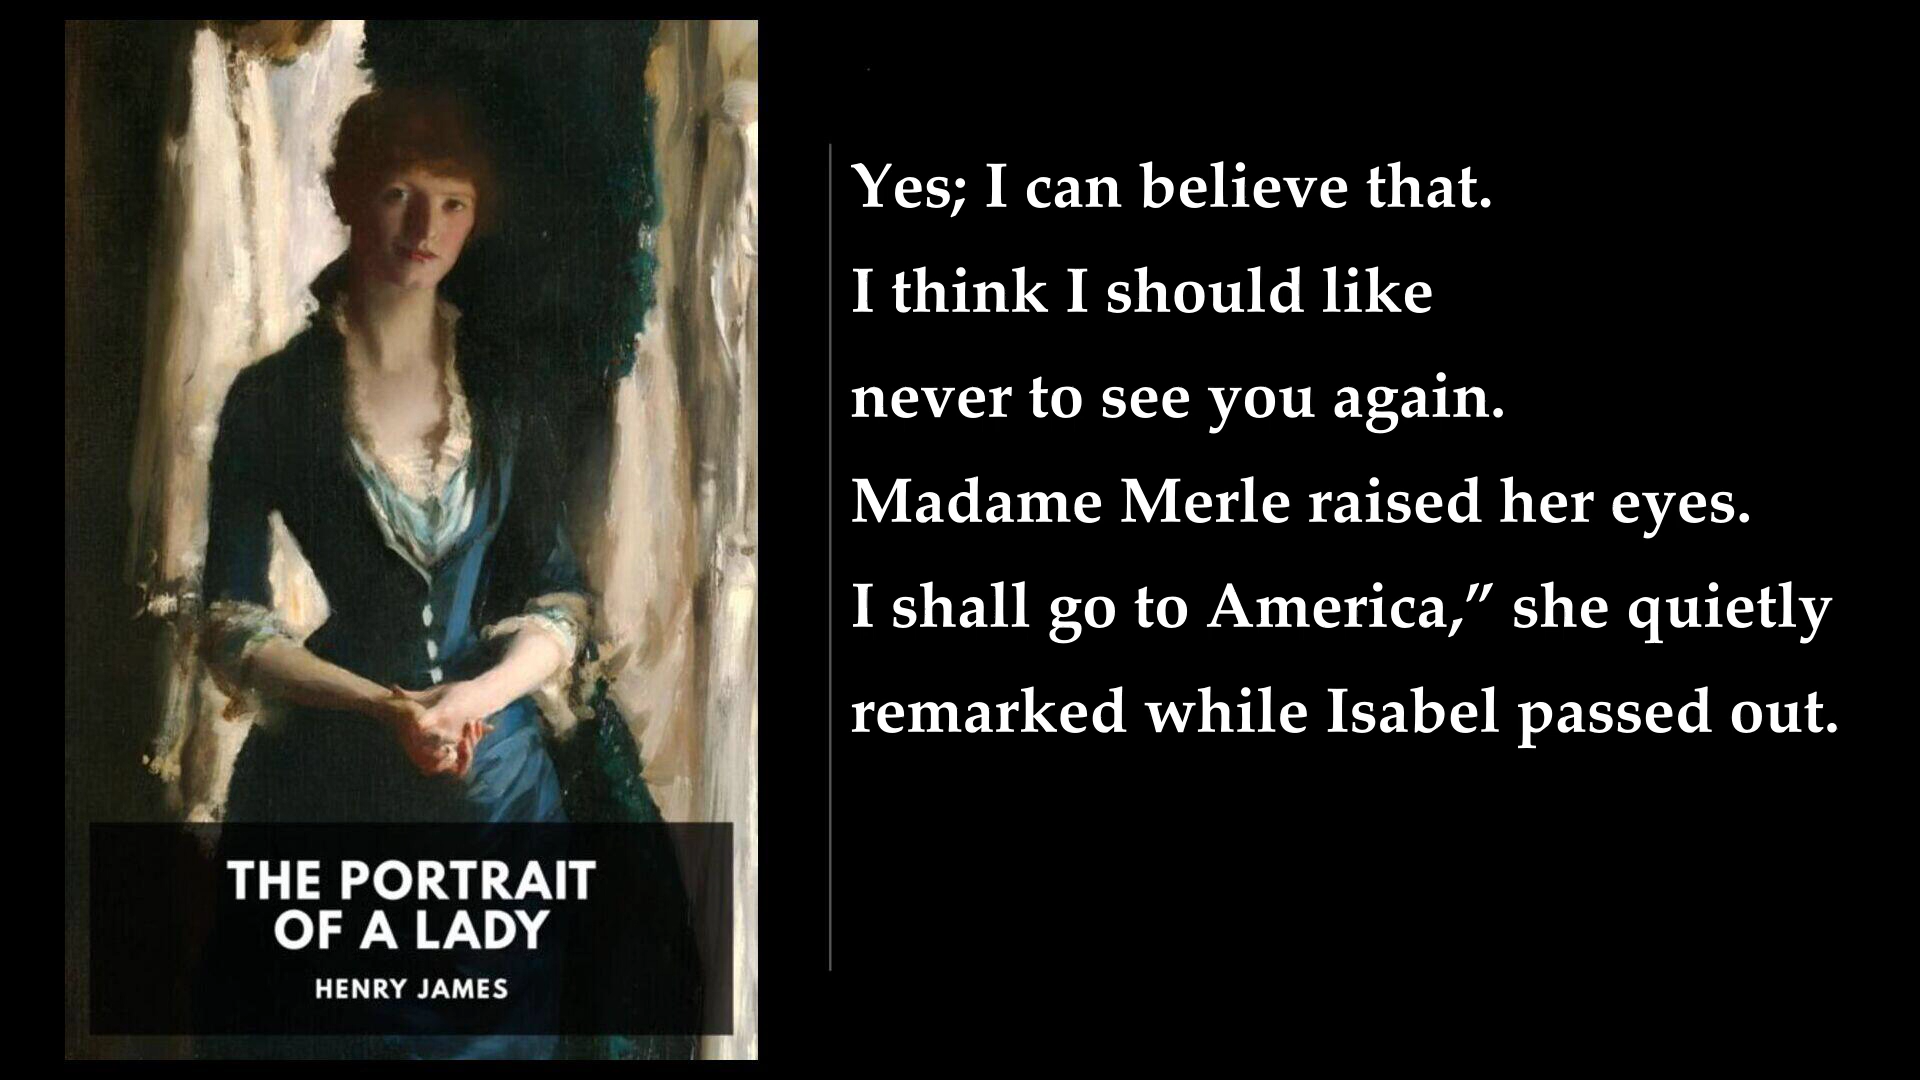 THE PORTRAIT
OF A LADY
HENRY JAMES
Yes; I can believe that.
I think I should like
never to see you again.
Madame Merle raised her eyes.
I shall go to America,” she quietly
remarked while Isabel passed out.